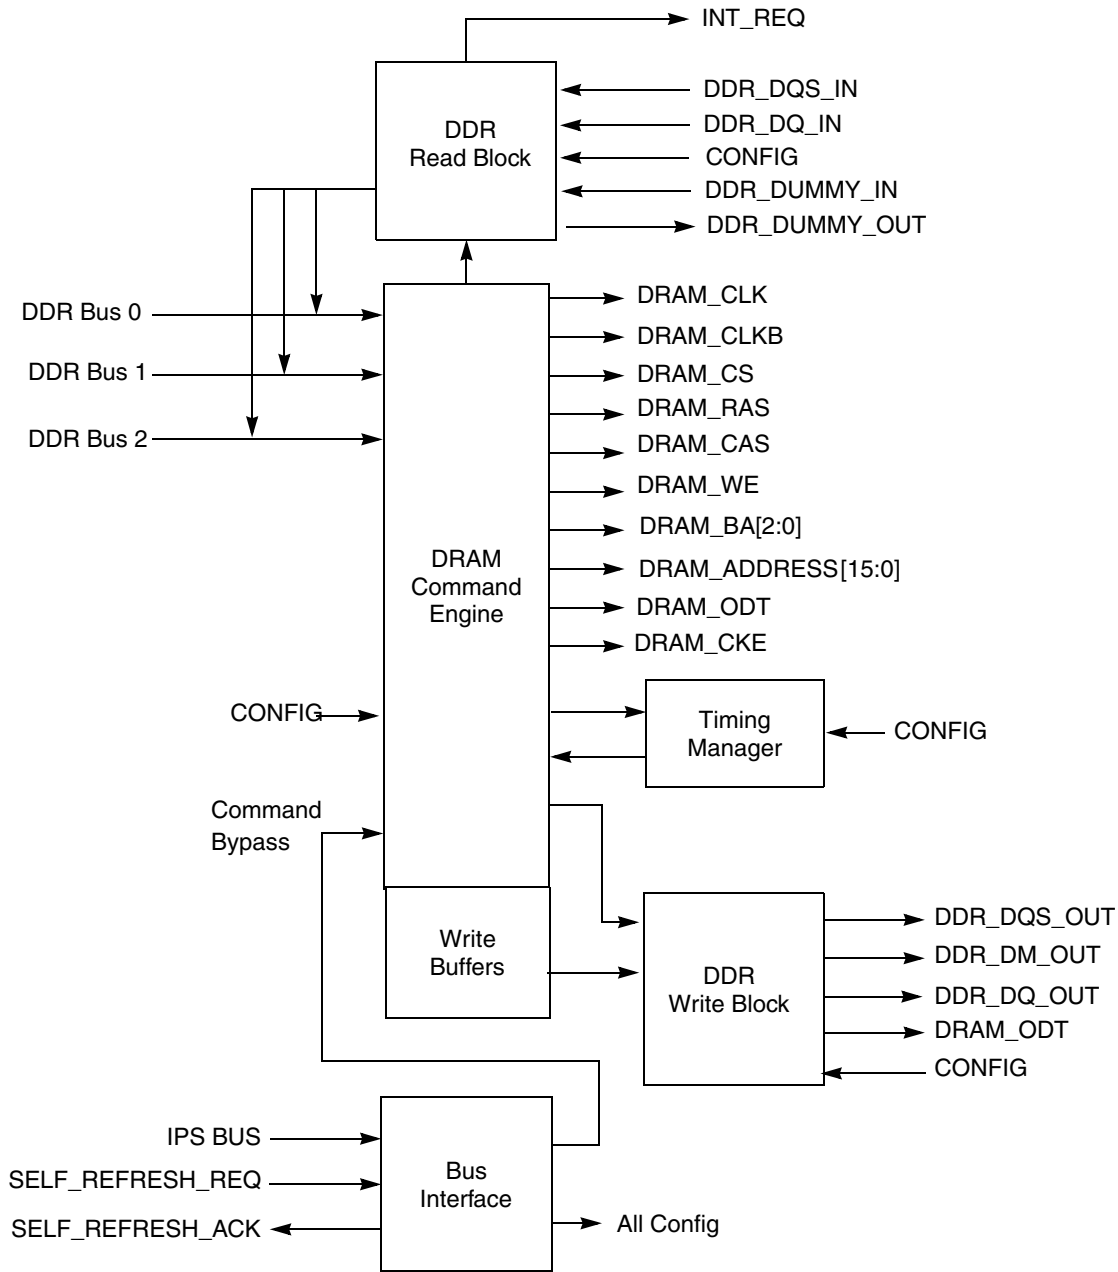 INT_REQ
DDR
Read Block
DDR_DQS_IN
DDR_DQ_IN
CONFIG
DDR_DUMMY_IN
DDR_DUMMY_OUT
DDR Bus 0
DDR Bus 1
DDR Bus 2
DRAM_CLK
DRAM_CLKB
DRAM_CS
DRAM_RAS
DRAM_CAS
DRAM_WE
DRAM_BA[2:0]
DRAM_ADDRESS[15:0]
DRAM_ODT
DRAM_CKE
DRAM
Command
Engine
CONFIG
Timing
Manager
CONFIG
Command
Bypass
Write
Buffers
DDR
Write Block
DDR_DQS_OUT
DDR_DM_OUT
DDR_DQ_OUT
DRAM_ODT
CONFIG
IPS BUS
SELF_REFRESH_REQ
SELF_REFRESH_ACK
Bus
Interface
All Config